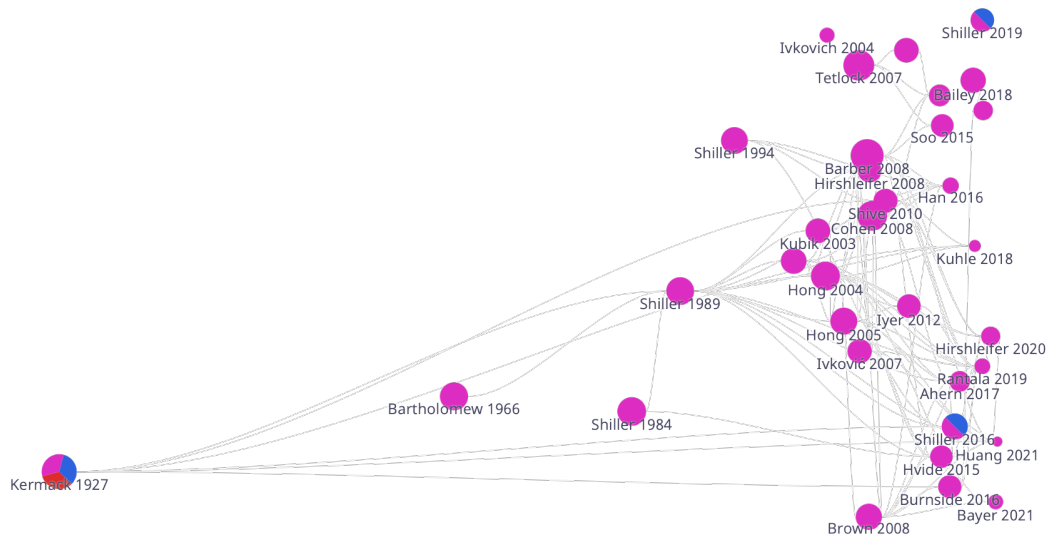 Shiller 2019
Ivkovich 2004
Tetlock 2007
Bailey 2018
Soo 2015
Shiller 1994
Barber 2008
Hirshleifer 2008
Han 2016
Shive 2010
Cohen 2008
Kubik 2003
Kuhle 2018
Hong 2004
Shiller 1989
Iyer 2012
Hong 2005
Hirshleifer 2020
Ivković 2007
Rantala 2019
Ahern 2017
Bartholomew 1966
Shiller 1984
Shiller 2016
Huang 2021
Hvide 2015
Kermack 1927
Burnside 2016
Bayer 2021
Brown 2008